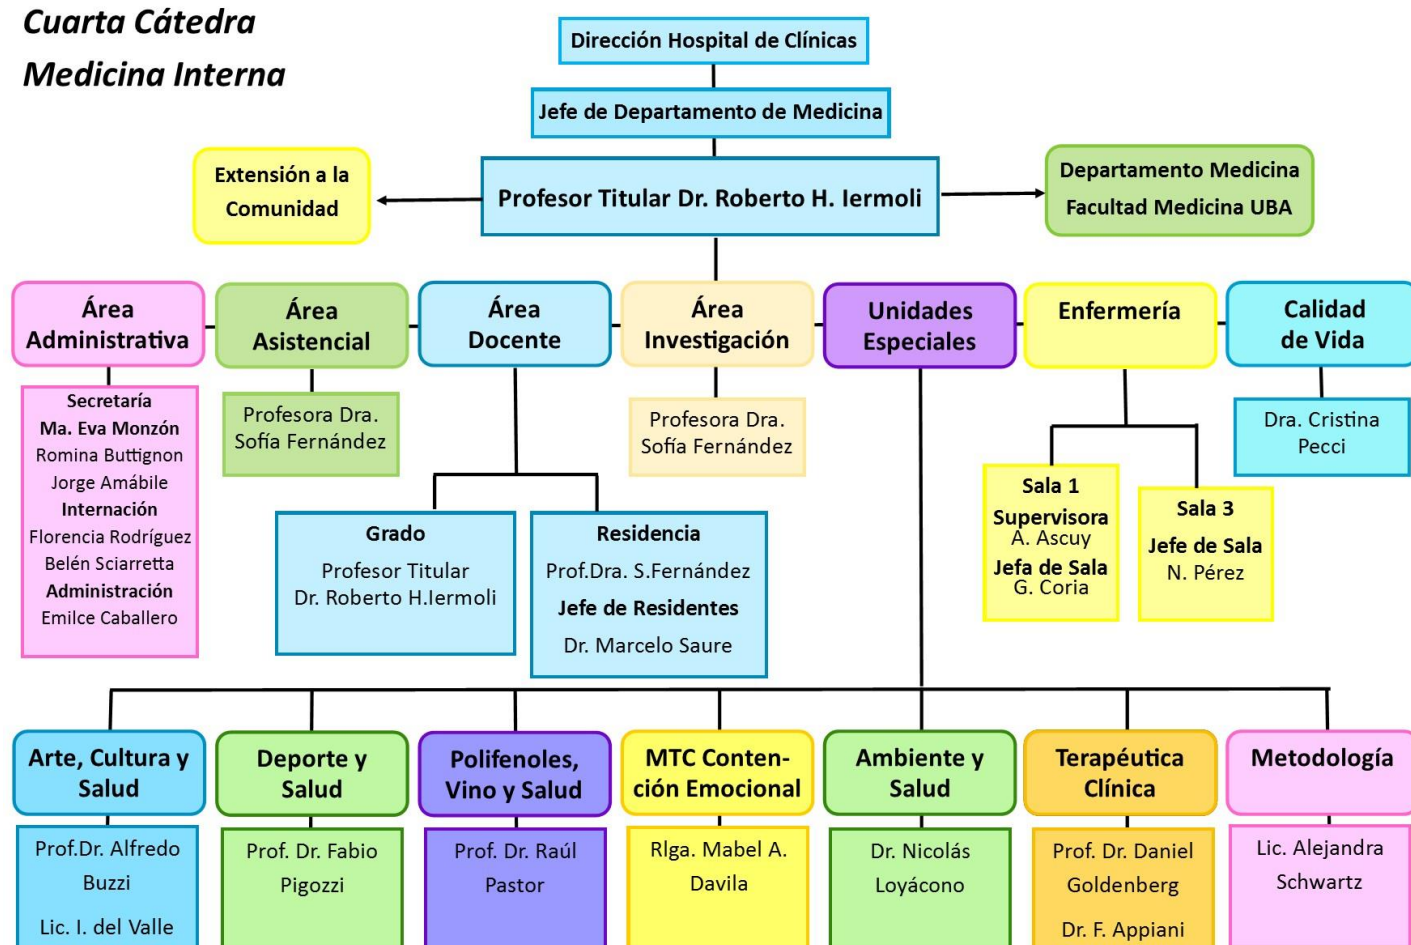 Cuarta Cátedra
Medicina Interna
Dirección Hospital de Clínicas
Jefe de Departamento de Medicina
Extensión a la
Comunidad
Profesor Titular Dr. Roberto H. Iermoli
Departamento Medicina
Facultad Medicina UBA
Área
Administrativa
Área
Asistencial
Área
Docente
Área
Investigación
Unidades
Especiales
Enfermería
Calidad
de Vida
Secretaría
Ma. Eva Monzón
Romina Buttignon
Jorge Amábile
Internación
Florencia Rodríguez
Belén Sciarretta
Administración
Emilce Caballero
Profesora Dra.
Sofía Fernández
Grado
Profesor Titular
Dr. Roberto H.Iermoli
Residencia
Prof.Dra. S.Fernández
Jefe de Residentes
Dr. Marcelo Saure
Profesora Dra.
Sofía Fernández
Sala 1
Supervisora
A. Ascuy
Jefa de Sala
G. Coria
Sala 3
Jefe de Sala
N. Pérez
Dra. Cristina
Pecci
Arte, Cultura y
Salud
Prof.Dr. Alfredo
Buzzi
Lic. I. del Valle
Deporte y
Salud
Prof. Dr. Fabio
Pigozzi
Polifenoles,
Vino y Salud
Prof. Dr. Raúl
Pastor
MTC Conten-
ción Emocional
Rlga. Mabel A.
Davila
Ambiente y
Salud
Dr. Nicolás
Loyácono
Terapéutica
Clínica
Prof. Dr. Daniel
Goldenberg
Dr. F. Appiani
Metodología
Lic. Alejandra
Schwartz